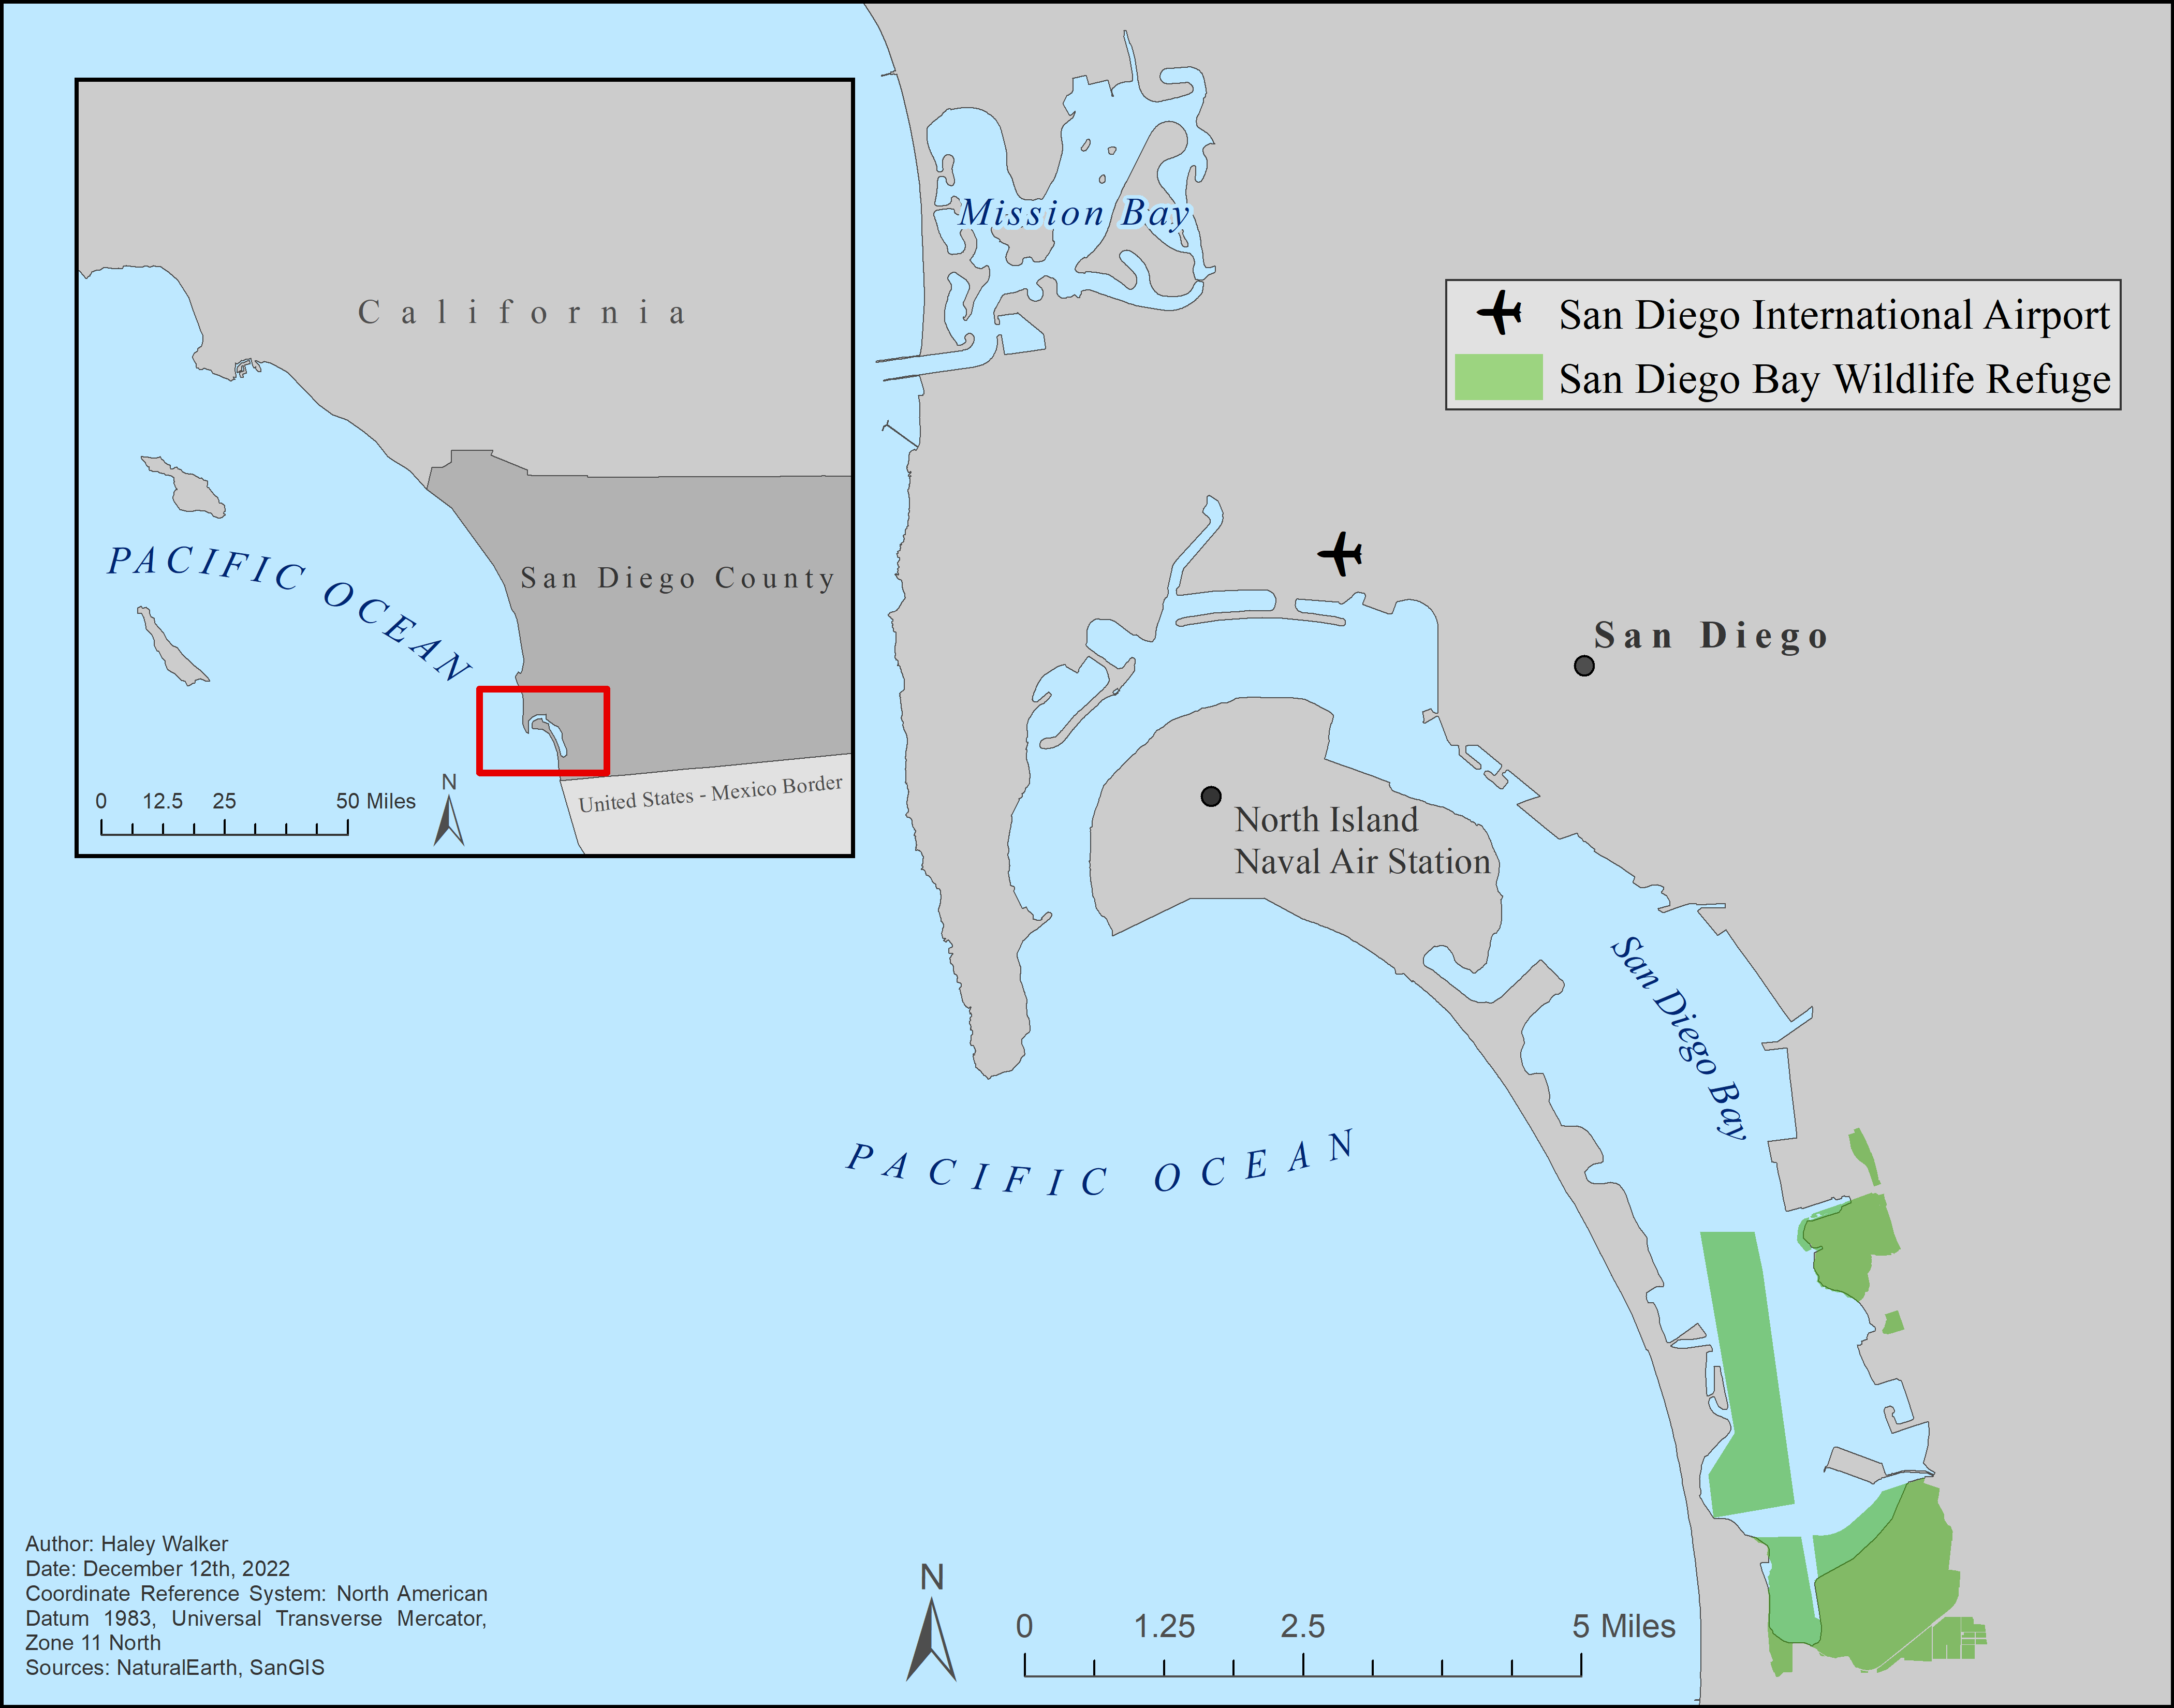 Mission Bay
California
San Diego International Airport
San Diego Bay Wildlife Refuge
PACIFIC OCEAN
San Diego County
San Diego
N
0 12.5 25 50 Miles
United States - Mexico Border
North Island
Naval Air Station
San Diego Bay
PACIFIC OCEAN
Author: Haley Walker
Date: December 12th, 2022
Coordinate Reference System: North American
Datum 1983, Universal Transverse Mercator,
Zone 11 North
Sources: NaturalEarth, SanGIS
N
0 1.25 2.5 5 Miles